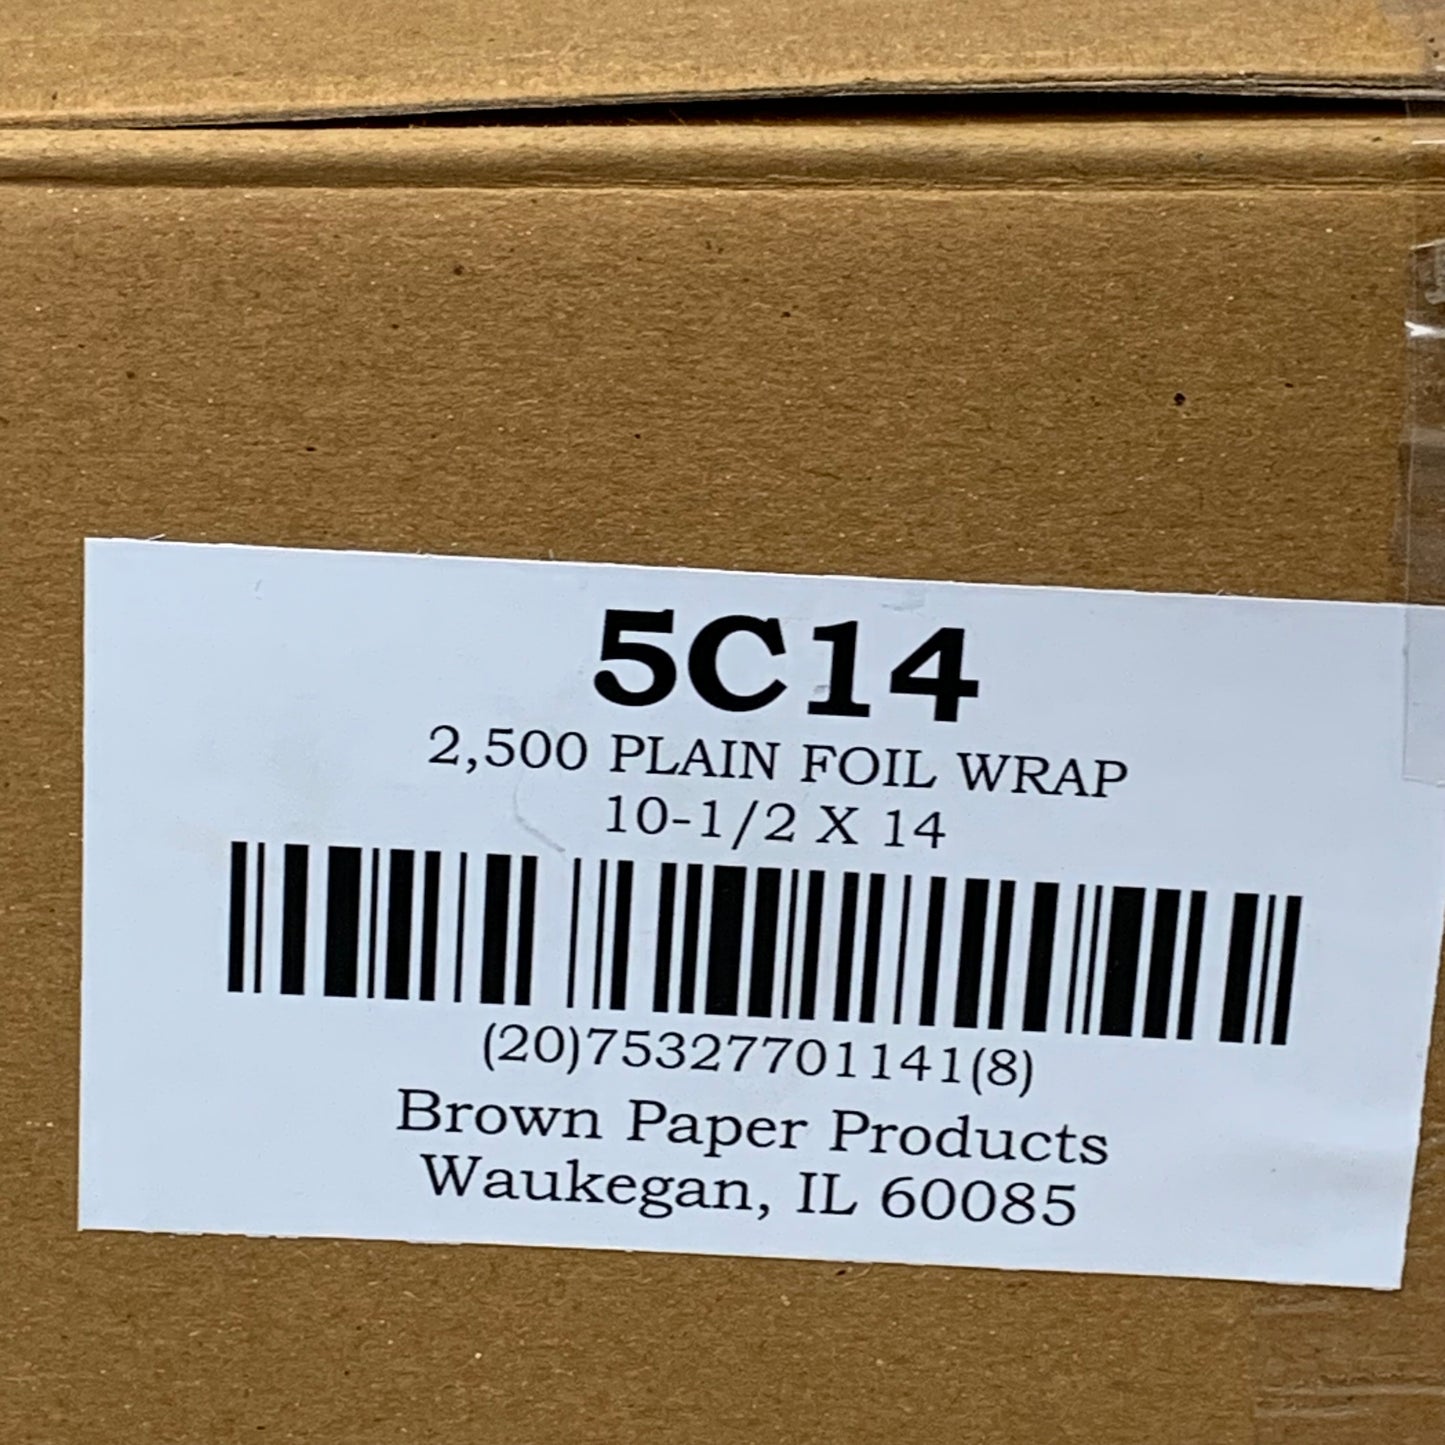 5C14
2,500 PLAIN FOIL WRAP
10-1/2 X 14
(20)75327701141(8)
Brown Paper Products
Waukegan, IL 60085